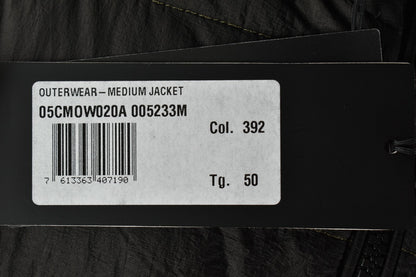 OUTERWEAR – MEDIUM JACKET
05CMOW020A 005233M
Col. 392
7 613363 407190
Tg. 50